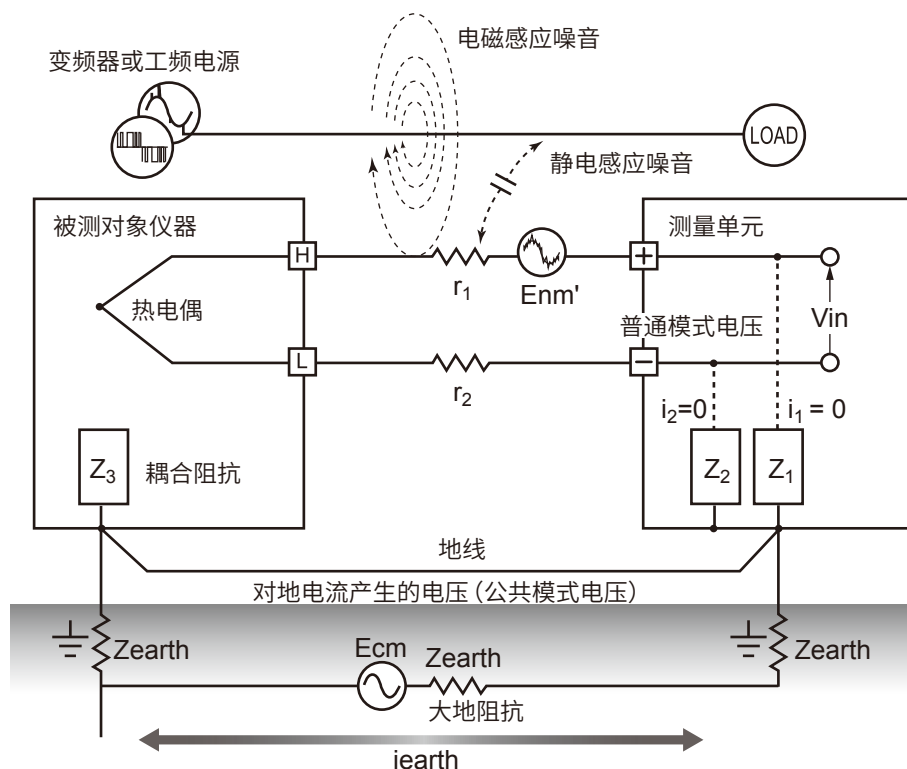 电磁感应噪音
变频器或工频电源
LOAD
静电感应噪音
被测对象仪器
测量单元
H
+
r1
Enm'
热电偶
普通模式电压
Vin
L
−
r2
i2=0
i1 = 0
Z3
耦合阻抗
Z2
Z1
地线
对地电流产生的电压（公共模式电压）
Zearth
Ecm
Zearth
Zearth
大地阻抗
iearth